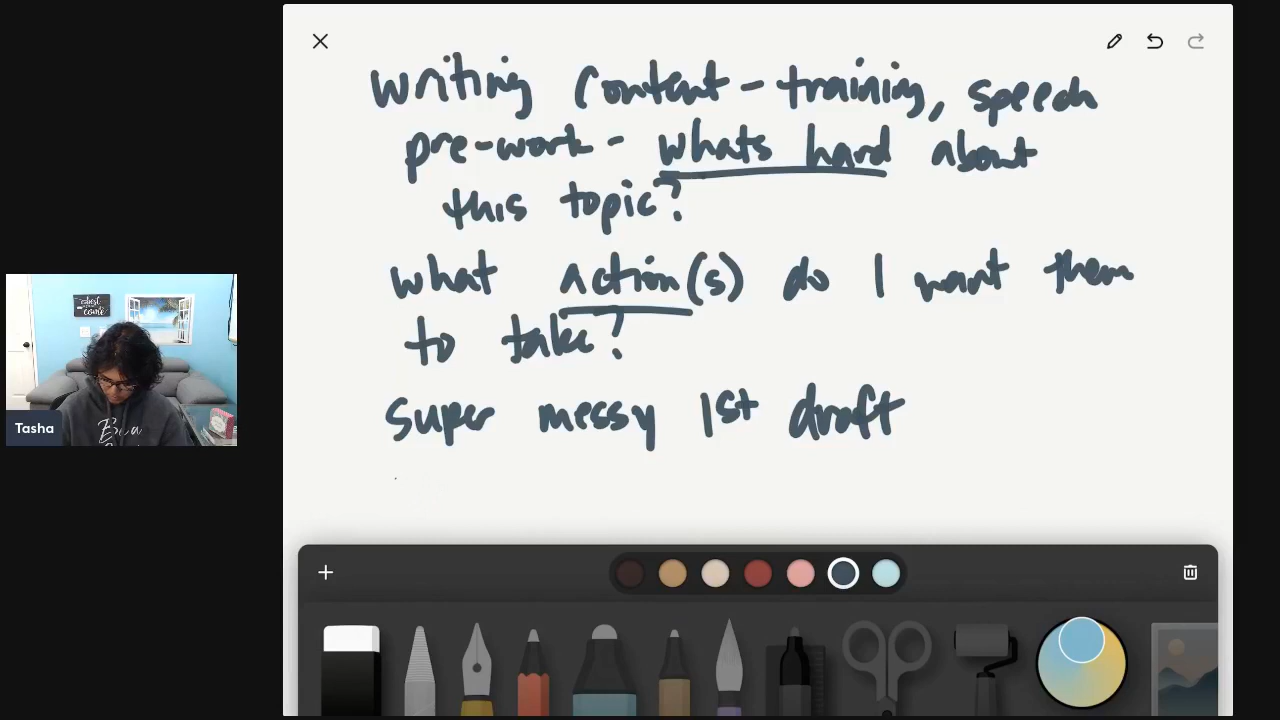 writing content - training, speech
pre-work - whats hard about
this topic?
what action(s) do I want them
to take?
super messy 1st draft
Tasha